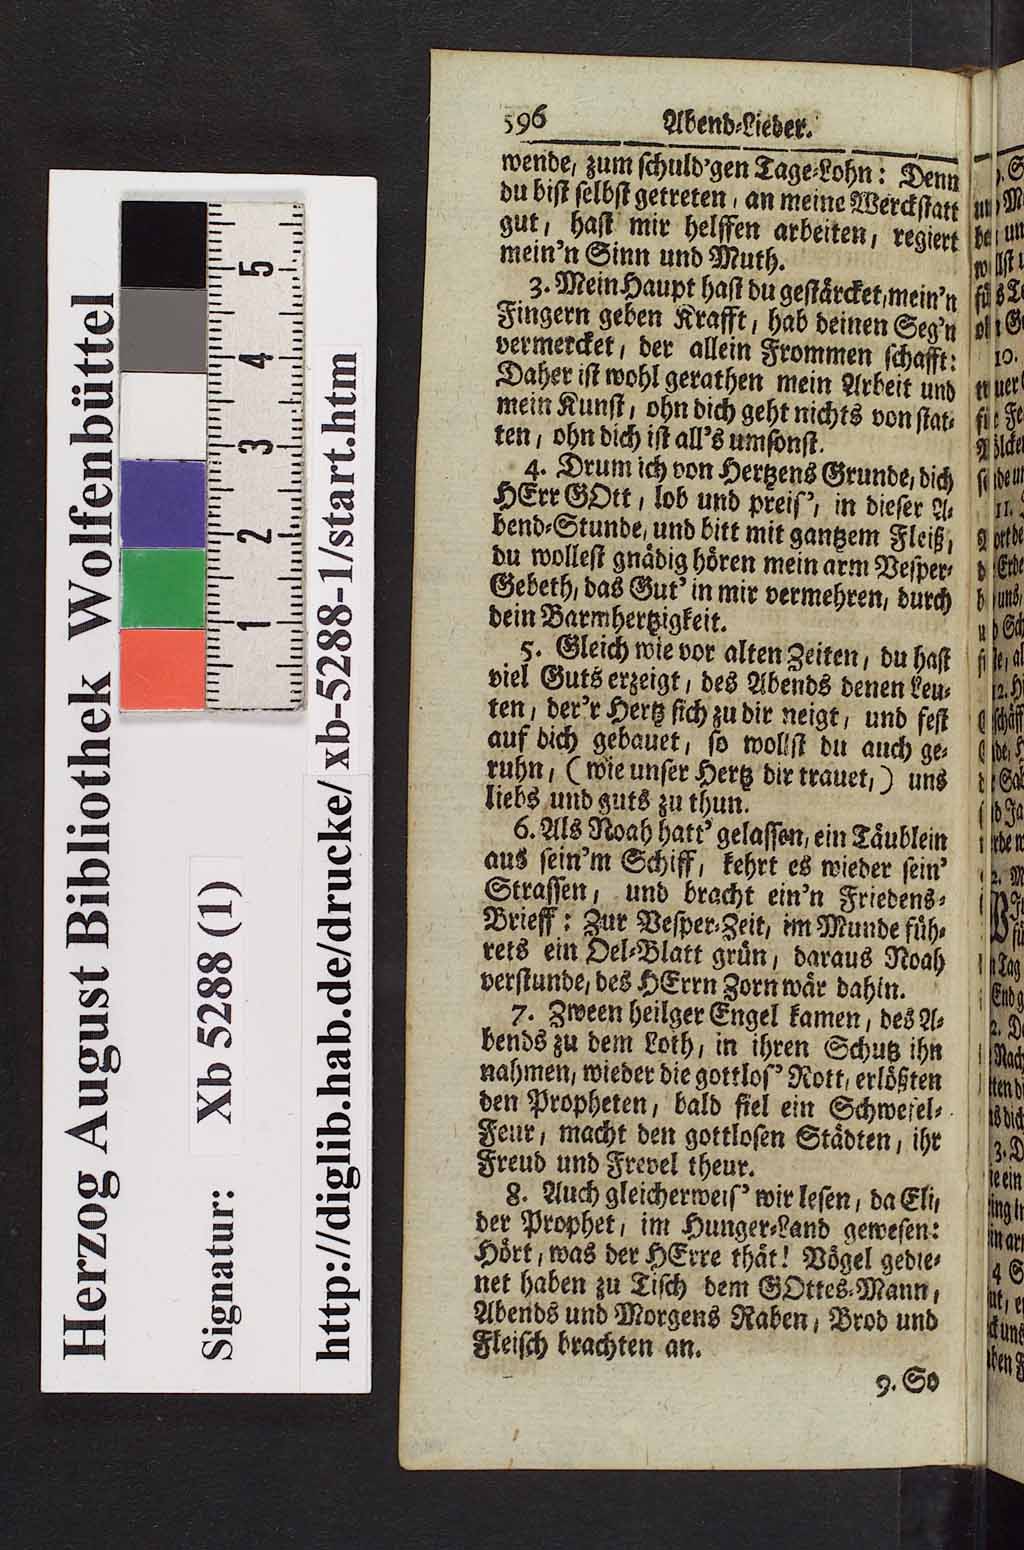 Herzog August Bibliothek Wolfenbüttel
Signatur: Xb 5288 (1)
http://diglib.hab.de/drucke/xb-5288-1/start.htm
5
4
3
2
1
596 Abend-Lieder.
wende, zum schuld'gen Tage-Lohn: Denn
du bist selbst getreten, an meine Werckstatt
gut, hast mir helffen arbeiten, regiert
mein'n Sinn und Muth.
3. Mein Haupt hast du gestärcket, mein'n
Fingern geben Krafft, hab deinen Seg'n
vermercket, der allein Frommen schafft:
Daher ist wohl gerathen mein Arbeit und
mein Kunst, ohn dich geht nichts von stat-
ten, ohn dich ist all's umsonst.
4. Drum ich von Hertzens Grunde, dich
HErr GOtt, lob und preis', in dieser A-
bend-Stunde, und bitt mit gantzem Fleiß,
du wollest gnädig hören mein arm Vesper-
Gebeth, das Gut' in mir vermehren, durch
dein Barmhertzigkeit.
5. Gleich wie vor alten Zeiten, du hast
viel Guts erzeigt, des Abends denen Leu-
ten, der'r Hertz sich zu dir neigt, und fest
auf dich gebauet, so wollst du auch ge-
ruhn, (wie unser Hertz dir trauet,) uns
liebs und guts zu thun.
6. Als Noah hatt' gelassen, ein Täublein
aus sein'm Schiff, kehrt es wieder sein'
Strassen, und bracht ein'n Friedens-
Brieff: Zur Vesper-Zeit, im Munde füh-
rets ein Oel-Blatt grün, daraus Noah
verstunde, des HErrn Zorn wär dahin.
7. Zween heilger Engel kamen, des A-
bends zu dem Loth, in ihren Schutz ihn
nahmen, wieder die gottlos' Rott, erlößten
den Propheten, bald fiel ein Schwefel-
Feur, macht den gottlosen Städten, ihr
Freud und Frevel theur.
8. Auch gleicherweis' wir lesen, da Eli,
der Prophet, im Hunger-Land gewesen:
Hört, was der HErre thät! Vögel gedie-
net haben zu Tisch dem GOttes-Mann,
Abends und Morgens Raben, Brod und
Fleisch brachten an.
9. So